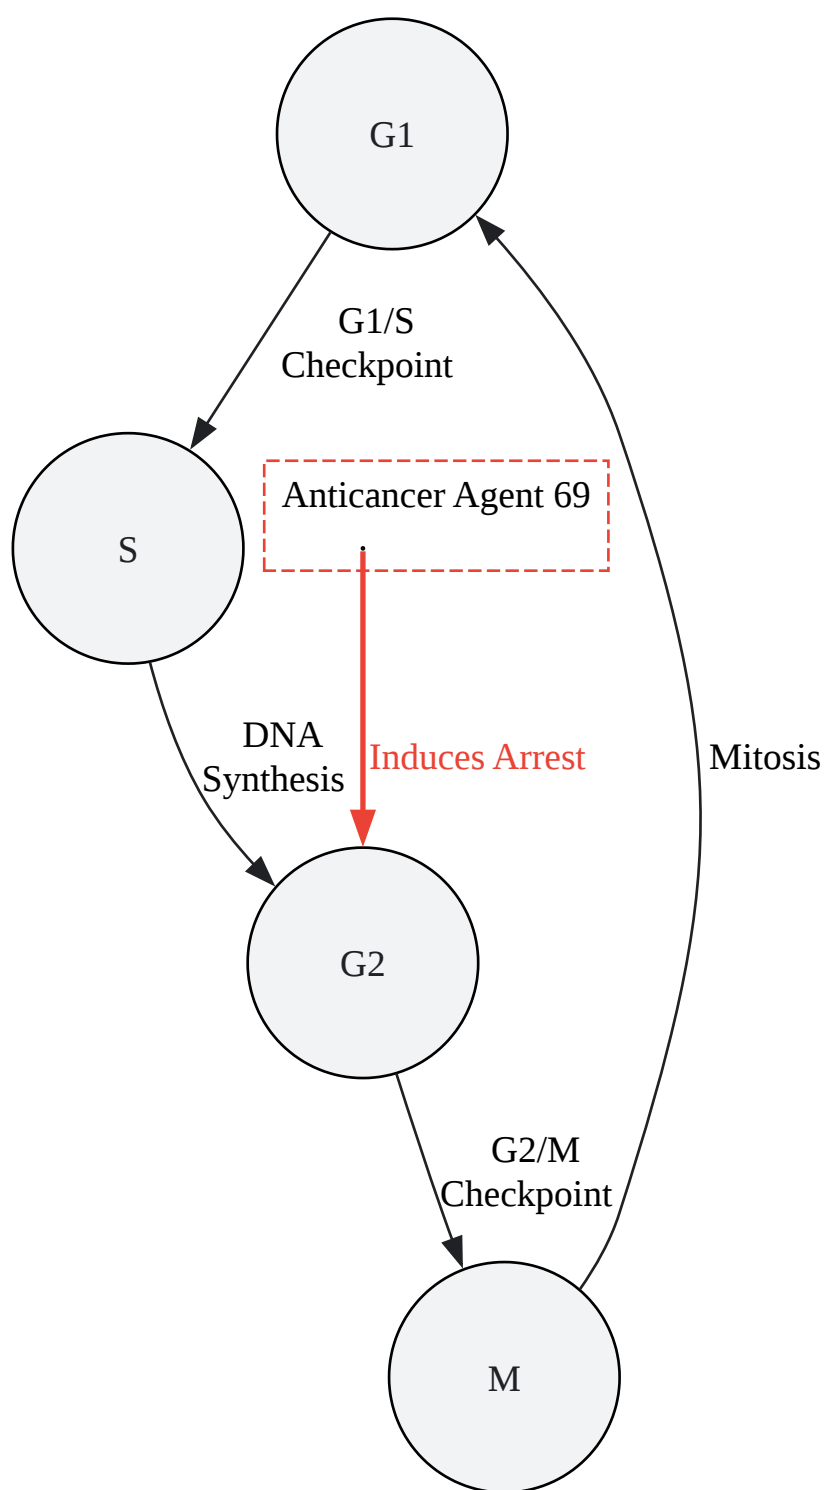 G1
G1/S
Checkpoint
Anticancer Agent 69
S
DNA
Synthesis
Induces Arrest
Mitosis
G2
G2/M
Checkpoint
M